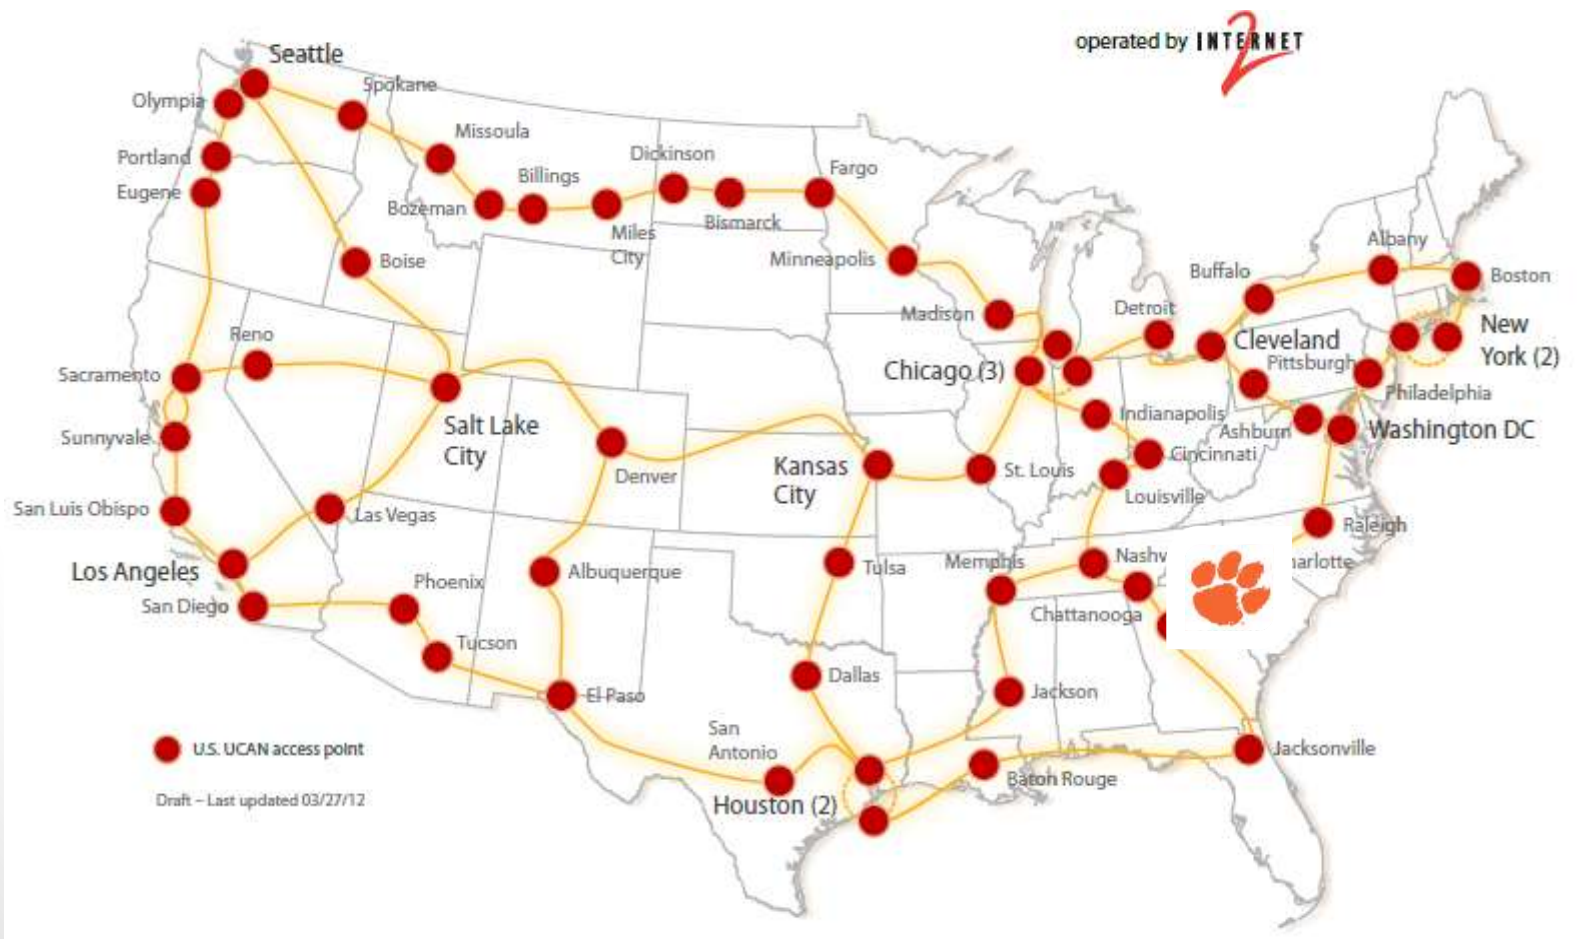 operated by INTERNET
2
Seattle
Spokane
Olympia
Missoula
Portland
Dickinson
Fargo
Billings
Eugene
Bozeman
Bismarck
Miles
City
Albany
Boise
Minneapolis
Buffalo
Boston
Madison
Detroit
Reno
Cleveland
New
York (2)
Sacramento
Chicago (3)
Pittsburgh
Philadelphia
Indianapolis
Salt Lake
City
Sunnyvale
Ashburn
Washington DC
Cincinnati
Kansas
City
St. Louis
Denver
Louisville
San Luis Obispo
Las Vegas
Raleigh
Los Angeles
Phoenix
Albuquerque
Tulsa
Memphis
Nashv
harlotte
San Diego
Chattanooga
Tucson
Dallas
Jackson
El Paso
San
Antonio
U.S. UCAN access point
Jacksonville
Baton Rouge
Draft – Last updated 03/27/12
Houston (2)